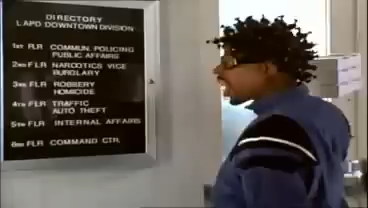 DIRECTORY
LAPD DOWNTOWN DIVISION
1ST FLR COMMUN. POLICING
PUBLIC AFFAIRS
2ND FLR NARCOTICS VICE
BURGLARY
3RD FLR ROBBERY
HOMICIDE
4TH FLR TRAFFIC
AUTO THEFT
5TH FLR INTERNAL AFFAIRS
6TH FLR COMMAND CTR.